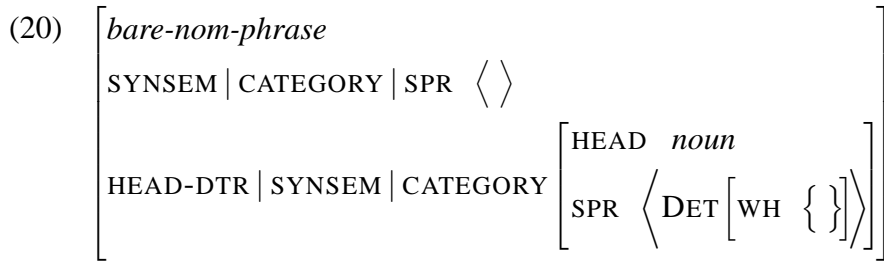 (20) bare-nom-phrase
SYNSEM | CATEGORY | SPR ⟨ ⟩
HEAD noun
HEAD-DTR | SYNSEM | CATEGORY
SPR ⟨DET [WH { }]⟩